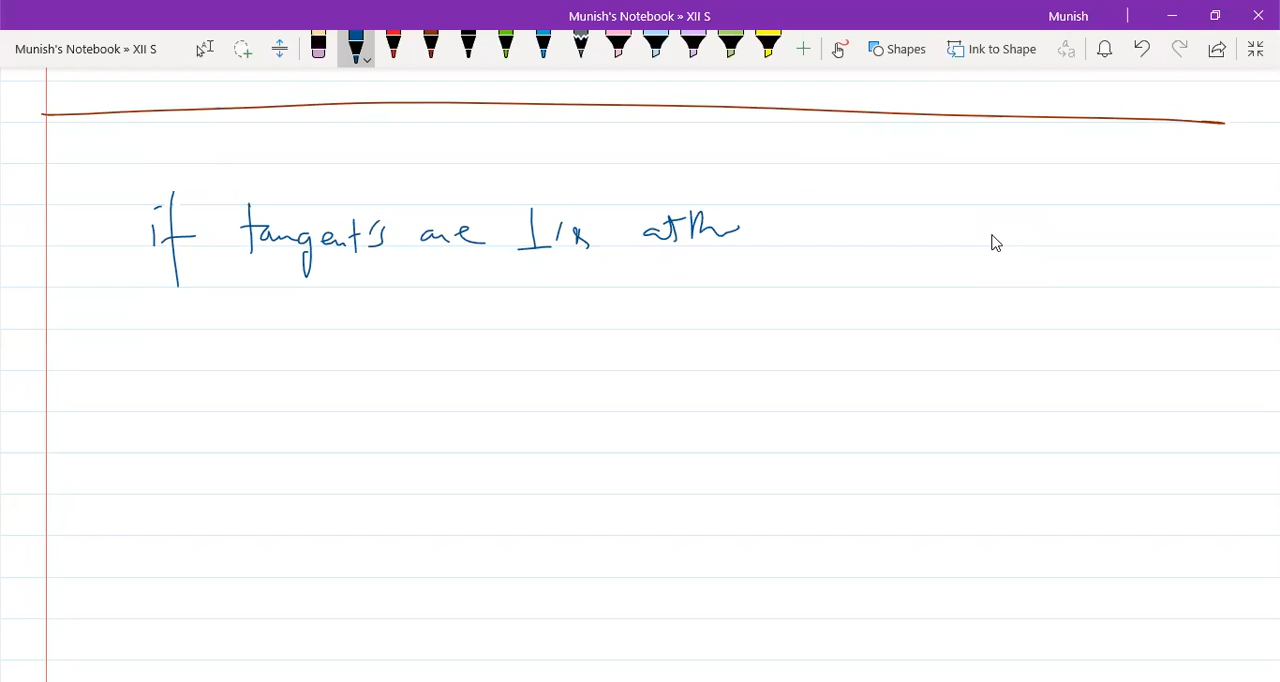 Munish's Notebook » XII S
Munish
Munish's Notebook » XII S
Shapes
Ink to Shape
if tangent's are ⊥'r at the